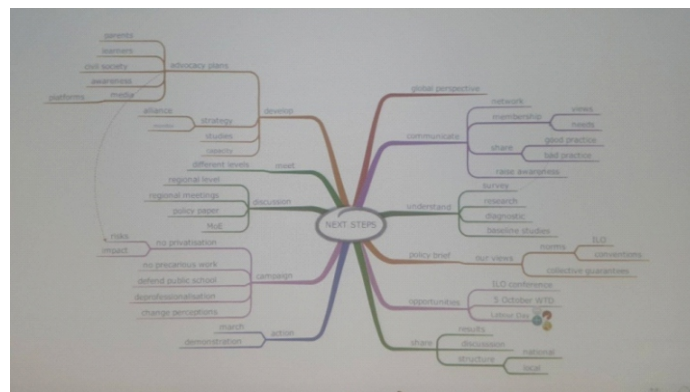 parents
learners
civil society
awareness
platforms media
advocacy plans
alliance
strategy
studies
capacity
develop
different levels meet
regional level
regional meetings
policy paper
MoE
discussion
risks
impact
no privatisation
no precarious work
defend public school
deprofessionalisation
change perceptions
campaign
march
demonstration
action
NEXT STEPS
global perspective
communicate
network
membership
views
needs
share
good practice
bad practice
raise awareness
understand
survey
research
diagnostic
baseline studies
policy brief
our views
norms
ILO
conventions
collective guarantees
opportunities
ILO conference
5 October WTD
Labour Day
share
results
discussion
structure
national
local